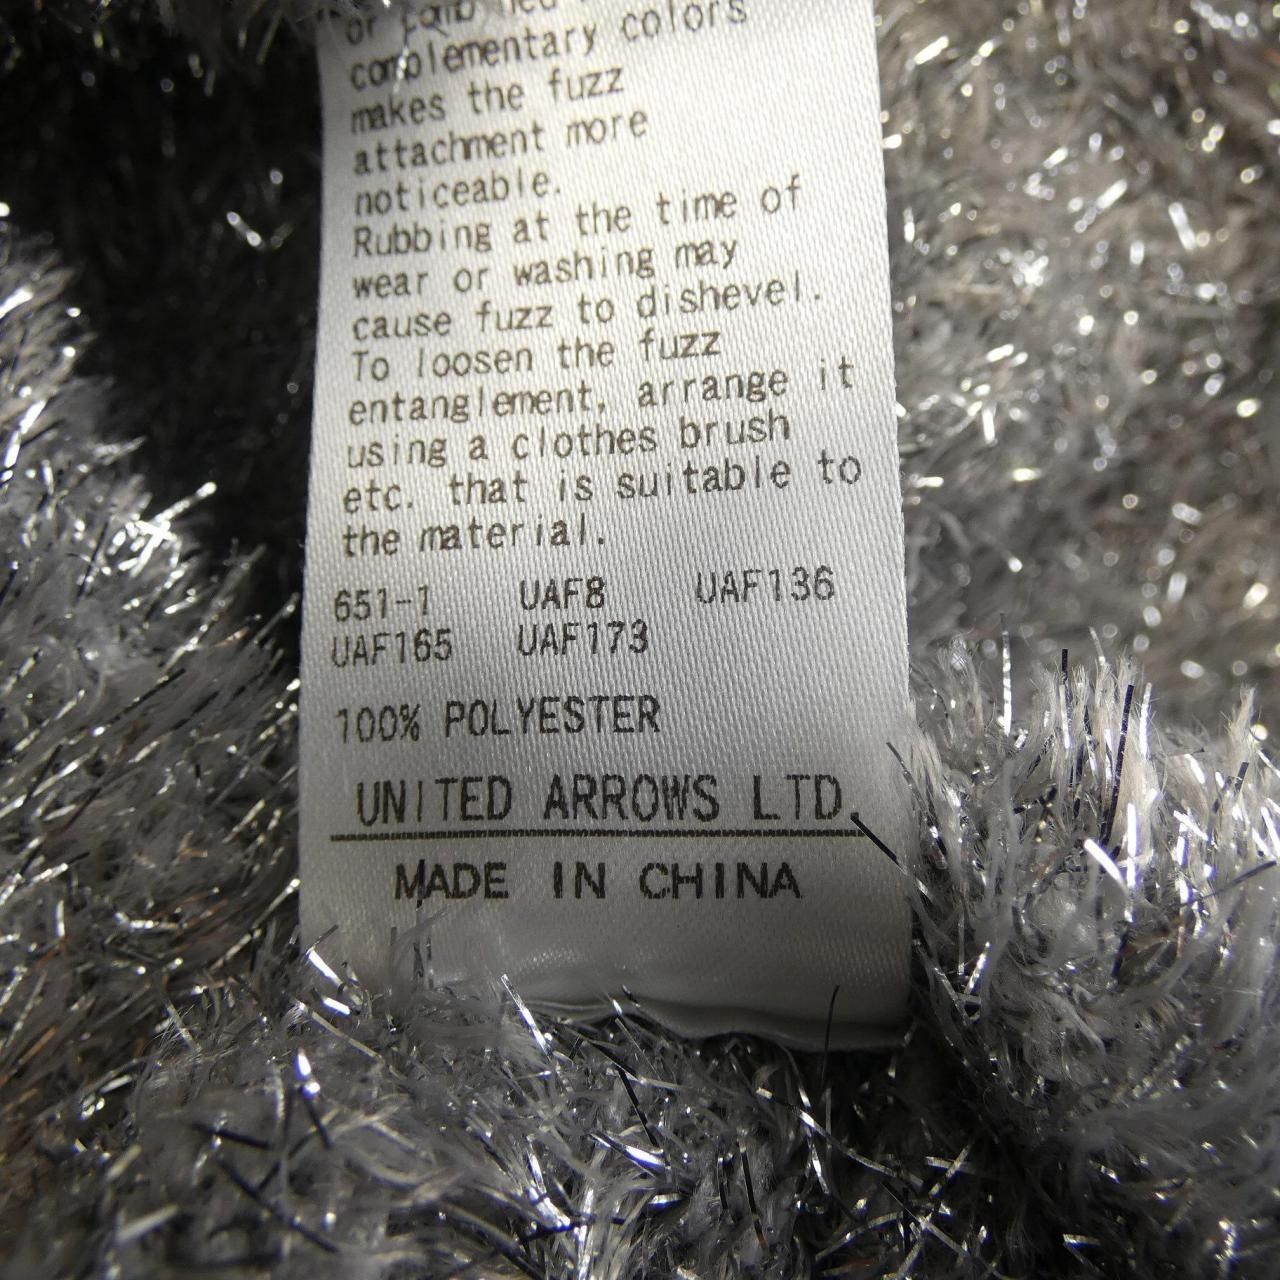 or
complementary colors
makes the fuzz
attachment more
noticeable.
Rubbing at the time of
wear or washing may
cause fuzz to dishevel.
To loosen the fuzz
entanglement, arrange it
using a clothes brush
etc. that is suitable to
the material.
651-1 UAF8 UAF136
UAF165 UAF173
100% POLYESTER
UNITED ARROWS LTD.
MADE IN CHINA